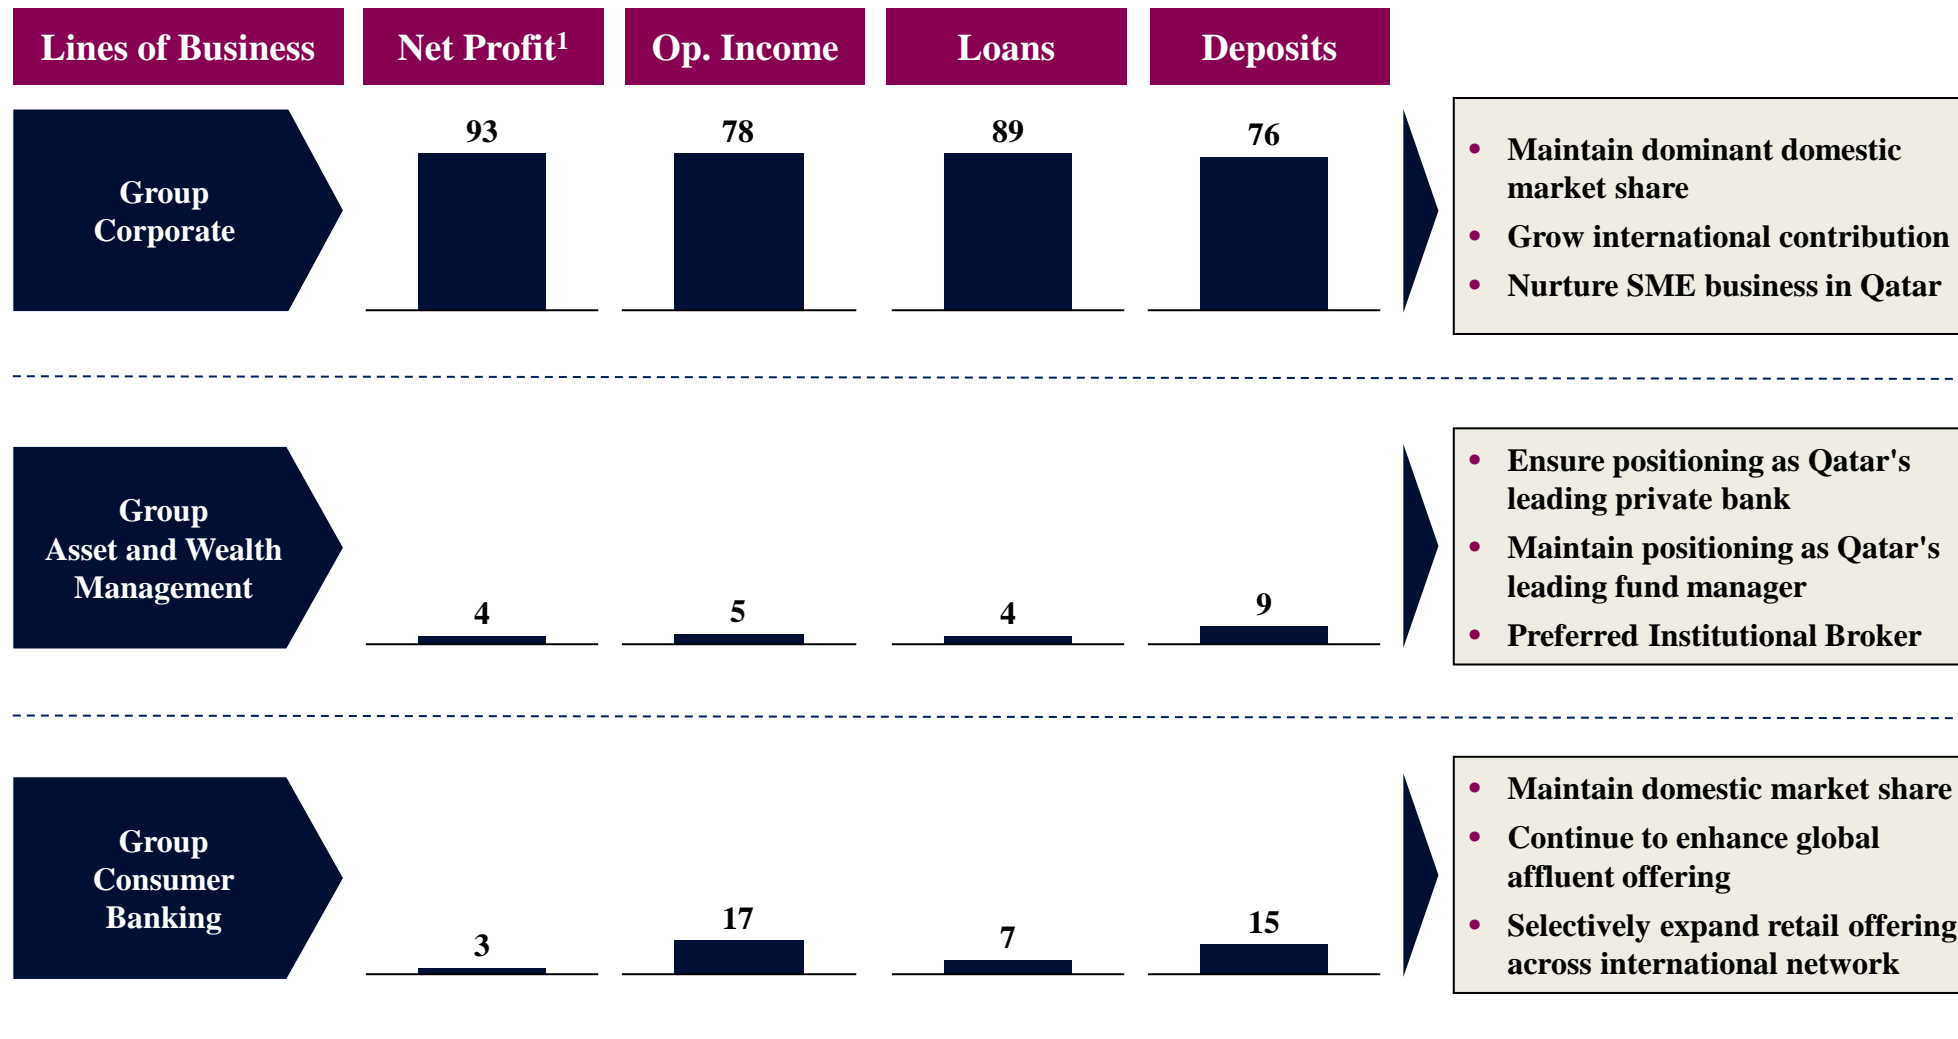 Lines of Business
Net Profit¹
Op. Income
Loans
Deposits
Group
Corporate
93
78
89
76
• Maintain dominant domestic
market share
• Grow international contribution
• Nurture SME business in Qatar
Group
Asset and Wealth
Management
4
5
4
9
• Ensure positioning as Qatar's
leading private bank
• Maintain positioning as Qatar's
leading fund manager
• Preferred Institutional Broker
Group
Consumer
Banking
3
17
7
15
• Maintain domestic market share
• Continue to enhance global
affluent offering
• Selectively expand retail offering
across international network